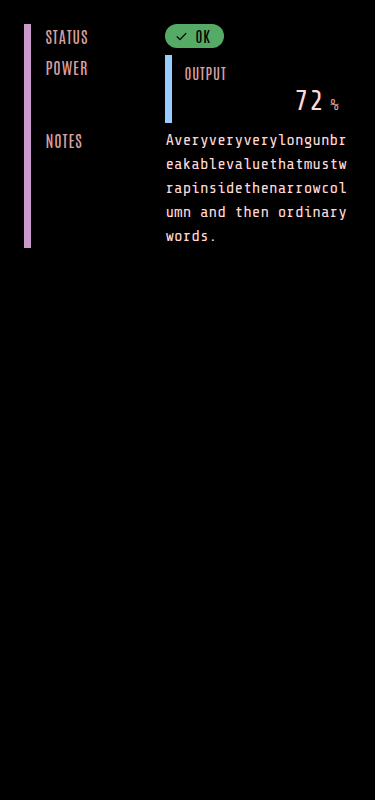 STATUS OK
POWER OUTPUT
72 %
NOTES Averyveryverylongunbr
eakablevaluethatmustw
rapinsidethenarrowcol
umn and then ordinary
words.